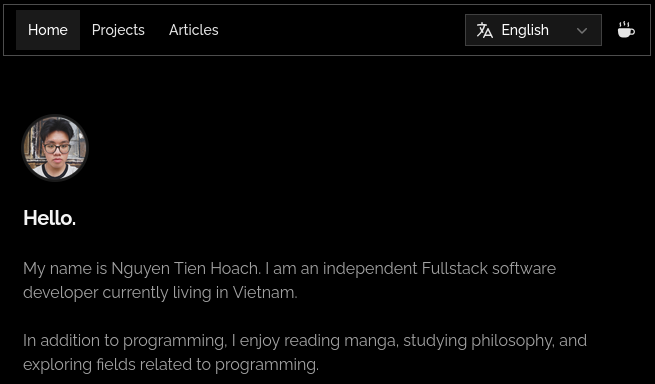 Home Projects Articles English
Hello.
My name is Nguyen Tien Hoach. I am an independent Fullstack software
developer currently living in Vietnam.
In addition to programming, I enjoy reading manga, studying philosophy, and
exploring fields related to programming.